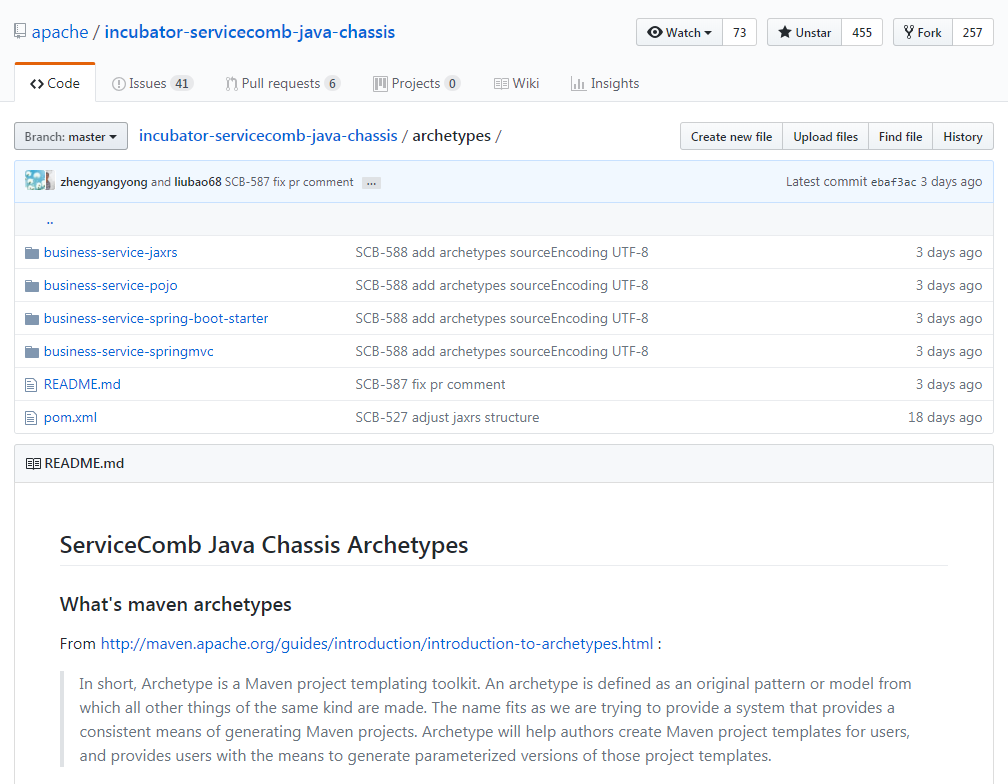 apache / incubator-servicecomb-java-chassis
Watch 73 Unstar 455 Fork 257
Code Issues 41 Pull requests 6 Projects 0 Wiki Insights
Branch: master incubator-servicecomb-java-chassis / archetypes / Create new file Upload files Find file History
zhengyangyong and liubao68 SCB-587 fix pr comment ... Latest commit ebaf3ac 3 days ago
..
business-service-jaxrs SCB-588 add archetypes sourceEncoding UTF-8 3 days ago
business-service-pojo SCB-588 add archetypes sourceEncoding UTF-8 3 days ago
business-service-spring-boot-starter SCB-588 add archetypes sourceEncoding UTF-8 3 days ago
business-service-springmvc SCB-588 add archetypes sourceEncoding UTF-8 3 days ago
README.md SCB-587 fix pr comment 3 days ago
pom.xml SCB-527 adjust jaxrs structure 18 days ago
README.md
ServiceComb Java Chassis Archetypes
What's maven archetypes
From http://maven.apache.org/guides/introduction/introduction-to-archetypes.html :
In short, Archetype is a Maven project templating toolkit. An archetype is defined as an original pattern or model from
which all other things of the same kind are made. The name fits as we are trying to provide a system that provides a
consistent means of generating Maven projects. Archetype will help authors create Maven project templates for users,
and provides users with the means to generate parameterized versions of those project templates.